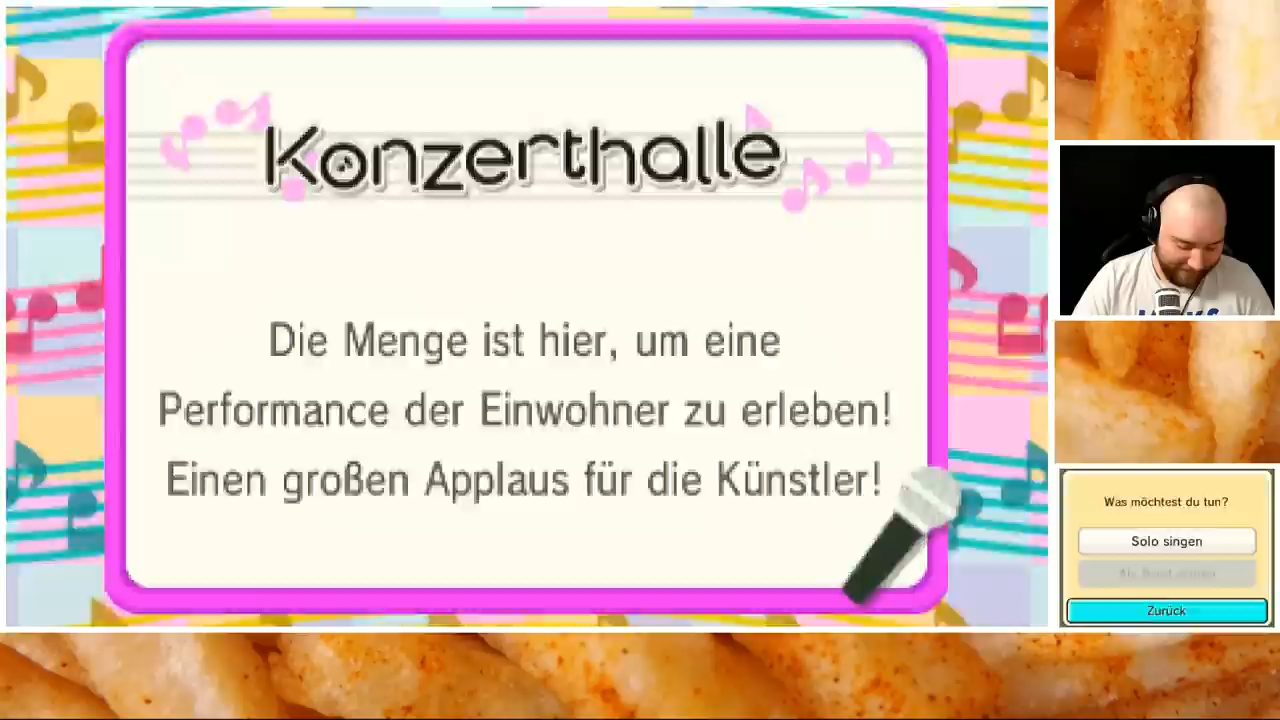 Konzerthalle
Die Menge ist hier, um eine
Performance der Einwohner zu erleben!
Einen großen Applaus für die Künstler!
Was möchtest du tun?
Solo singen
Zurück